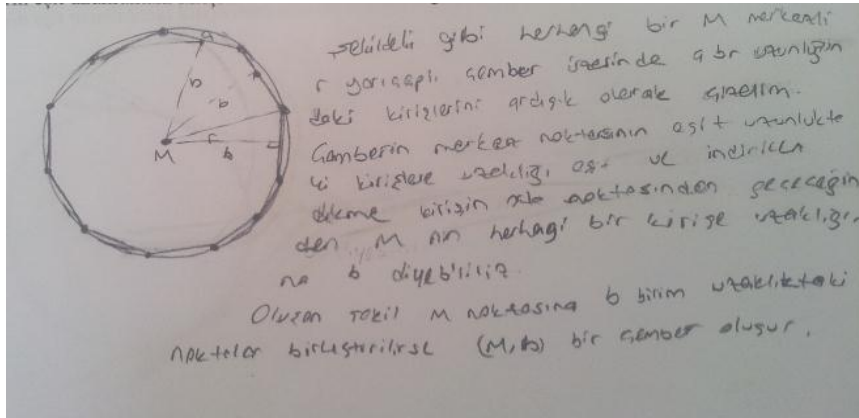 şekildeki gibi herhangi bir M merkezli
r yarıçaplı çember üzerinde a br uzunluğun
daki kirişlerini ardışık olarak çizelim.
Çemberin merkez noktasının eşit uzunlukte
ki kirişlere uzaklığı eşit ve indirilen
dikme kirişin orta noktasından geçeceğin
den M nin herhagi bir kirişe uzaklığı
na b diyebiliriz.
Oluşan şekil M noktasına b birim uzaklıktaki
noktalar birleştirilirse (M, b) bir çember oluşur.
a
b
b
r
M
b